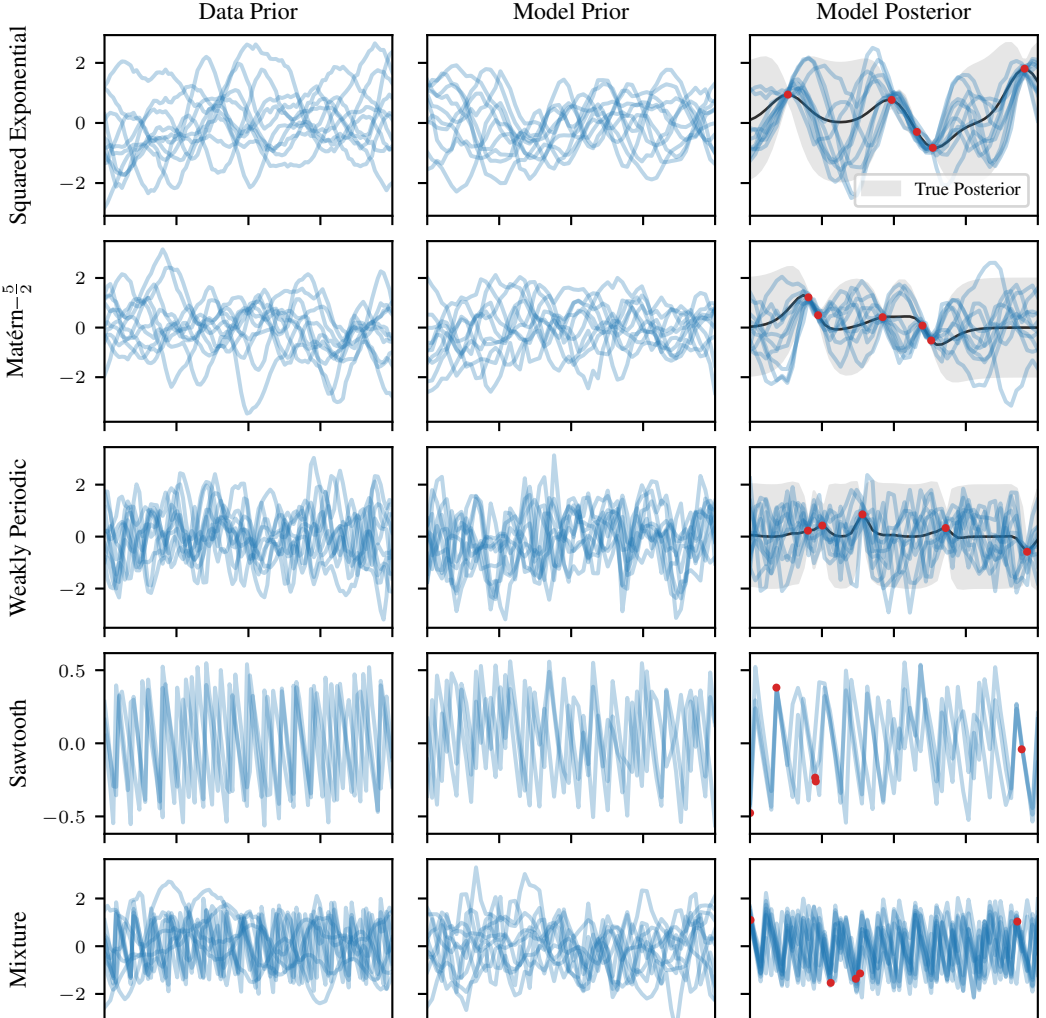 Data Prior Model Prior Model Posterior
Squared Exponential
2
0
−2
True Posterior
Matérn−5/2
2
0
−2
Weakly Periodic
2
0
−2
Sawtooth
0.5
0.0
−0.5
Mixture
2
0
−2